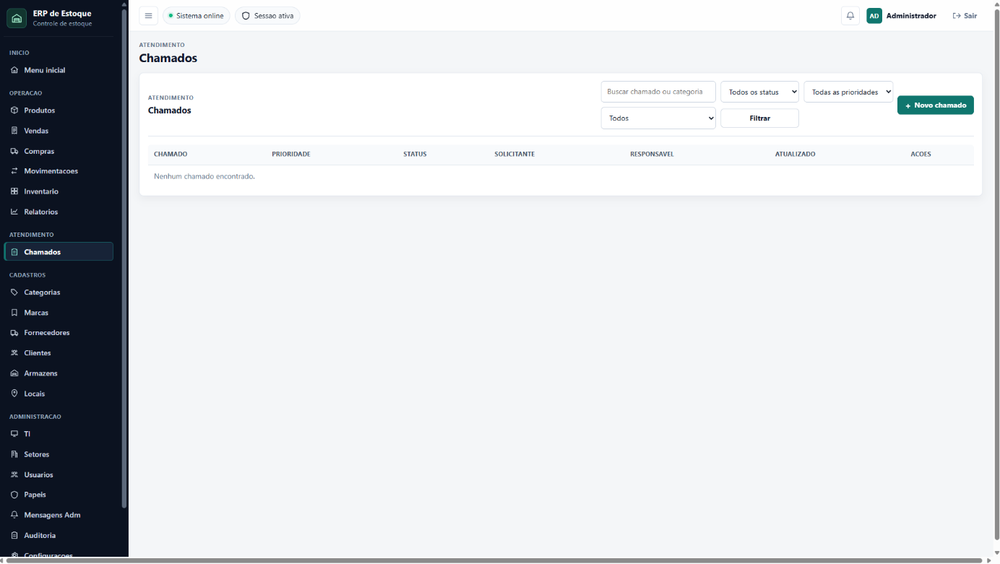 ERP de Estoque
Controle de estoque
INICIO
Menu inicial
OPERACAO
Produtos
Vendas
Compras
Movimentacoes
Inventario
Relatorios
ATENDIMENTO
Chamados
CADASTROS
Categorias
Marcas
Fornecedores
Clientes
Armazens
Locais
ADMINISTRACAO
TI
Setores
Usuarios
Papeis
Mensagens Adm
Auditoria
Configuracoes
Sistema online
Sessao ativa
AD
Administrador
Sair
ATENDIMENTO
Chamados
ATENDIMENTO
Chamados
Buscar chamado ou categoria
Todos os status
Todas as prioridades
Todos
Filtrar
+ Novo chamado
CHAMADO PRIORIDADE STATUS SOLICITANTE RESPONSAVEL ATUALIZADO ACOES
Nenhum chamado encontrado.